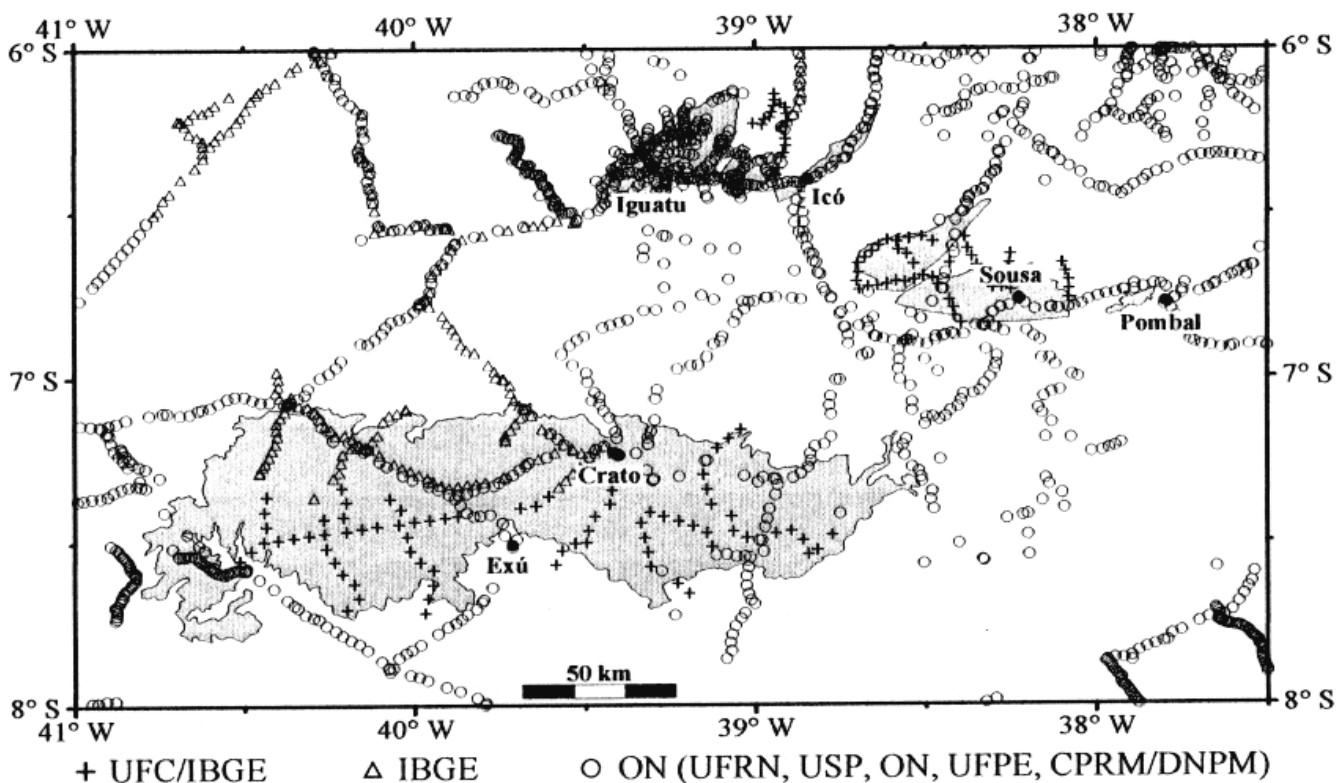 41° W
40° W
39° W
38° W
6° S
6° S
Iguatu
Icó
Sousa
Pombal
7° S
7° S
Crato
Exú
50 km
8° S
8° S
41° W
40° W
39° W
38° W
+ UFC/IBGE △ IBGE ○ ON (UFRN, USP, ON, UFPE, CPRM/DNPM)